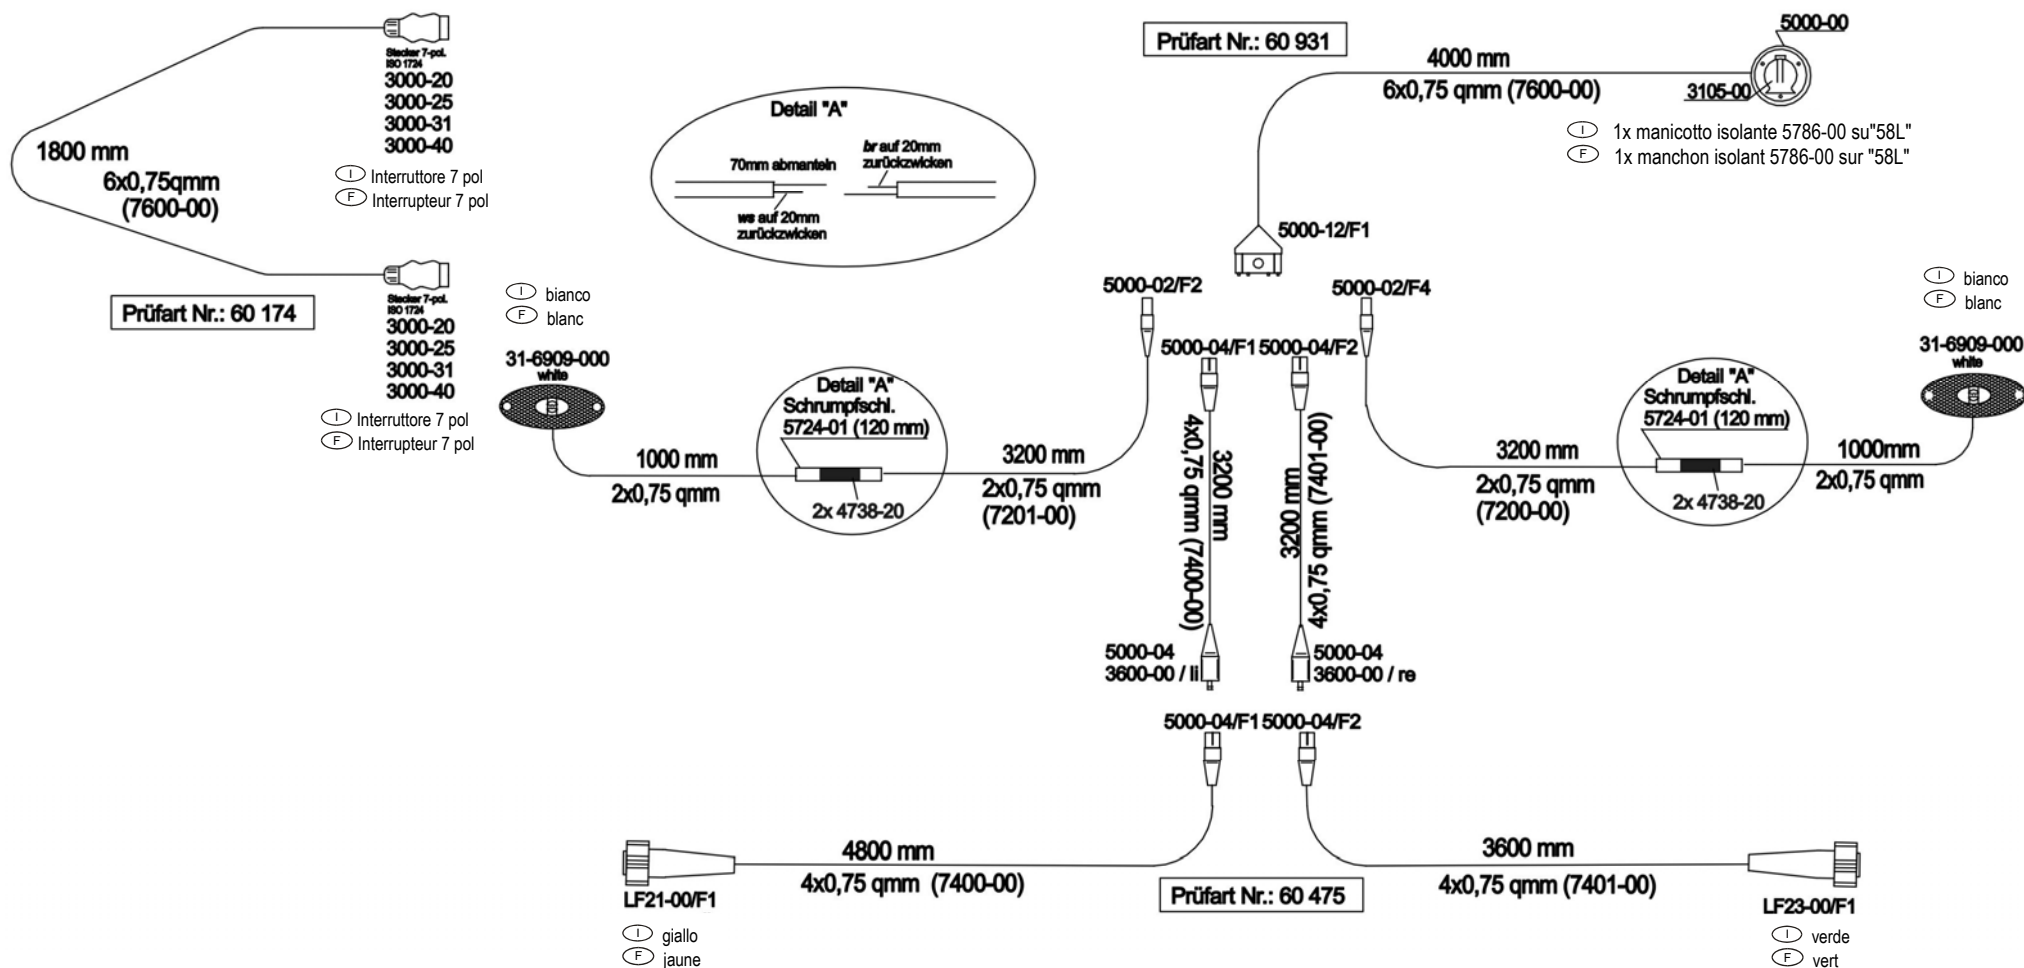 Stecker 7-pol.
ISO 1724
3000-20
3000-25
3000-31
3000-40
I Interruttore 7 pol
F Interrupteur 7 pol
1800 mm
6x0,75qmm
(7600-00)
Prüfart Nr.: 60 174
Stecker 7-pol.
ISO 1724
3000-20
3000-25
3000-31
3000-40
I Interruttore 7 pol
F Interrupteur 7 pol
Detail "A"
70mm abmanteln
br auf 20mm
zurückzwicken
ws auf 20mm
zurückzwicken
Prüfart Nr.: 60 931
4000 mm
6x0,75 qmm (7600-00)
5000-00
3105-00
I 1x manicotto isolante 5786-00 su"58L"
F 1x manchon isolant 5786-00 sur "58L"
5000-12/F1
I bianco
F blanc
31-6909-000
white
1000 mm
2x0,75 qmm
Detail "A"
Schrumpfschl.
5724-01 (120 mm)
2x 4738-20
3200 mm
2x0,75 qmm
(7201-00)
5000-02/F2
5000-04/F1
5000-04/F2
5000-02/F4
3200 mm
4x0,75 qmm (7400-00)
3200 mm
4x0,75 qmm (7401-00)
3200 mm
2x0,75 qmm
(7200-00)
Detail "A"
Schrumpfschl.
5724-01 (120 mm)
2x 4738-20
1000mm
2x0,75 qmm
I bianco
F blanc
31-6909-000
white
5000-04
3600-00 / li
5000-04
3600-00 / re
5000-04/F1
5000-04/F2
4800 mm
4x0,75 qmm (7400-00)
LF21-00/F1
I giallo
F jaune
Prüfart Nr.: 60 475
3600 mm
4x0,75 qmm (7401-00)
LF23-00/F1
I verde
F vert